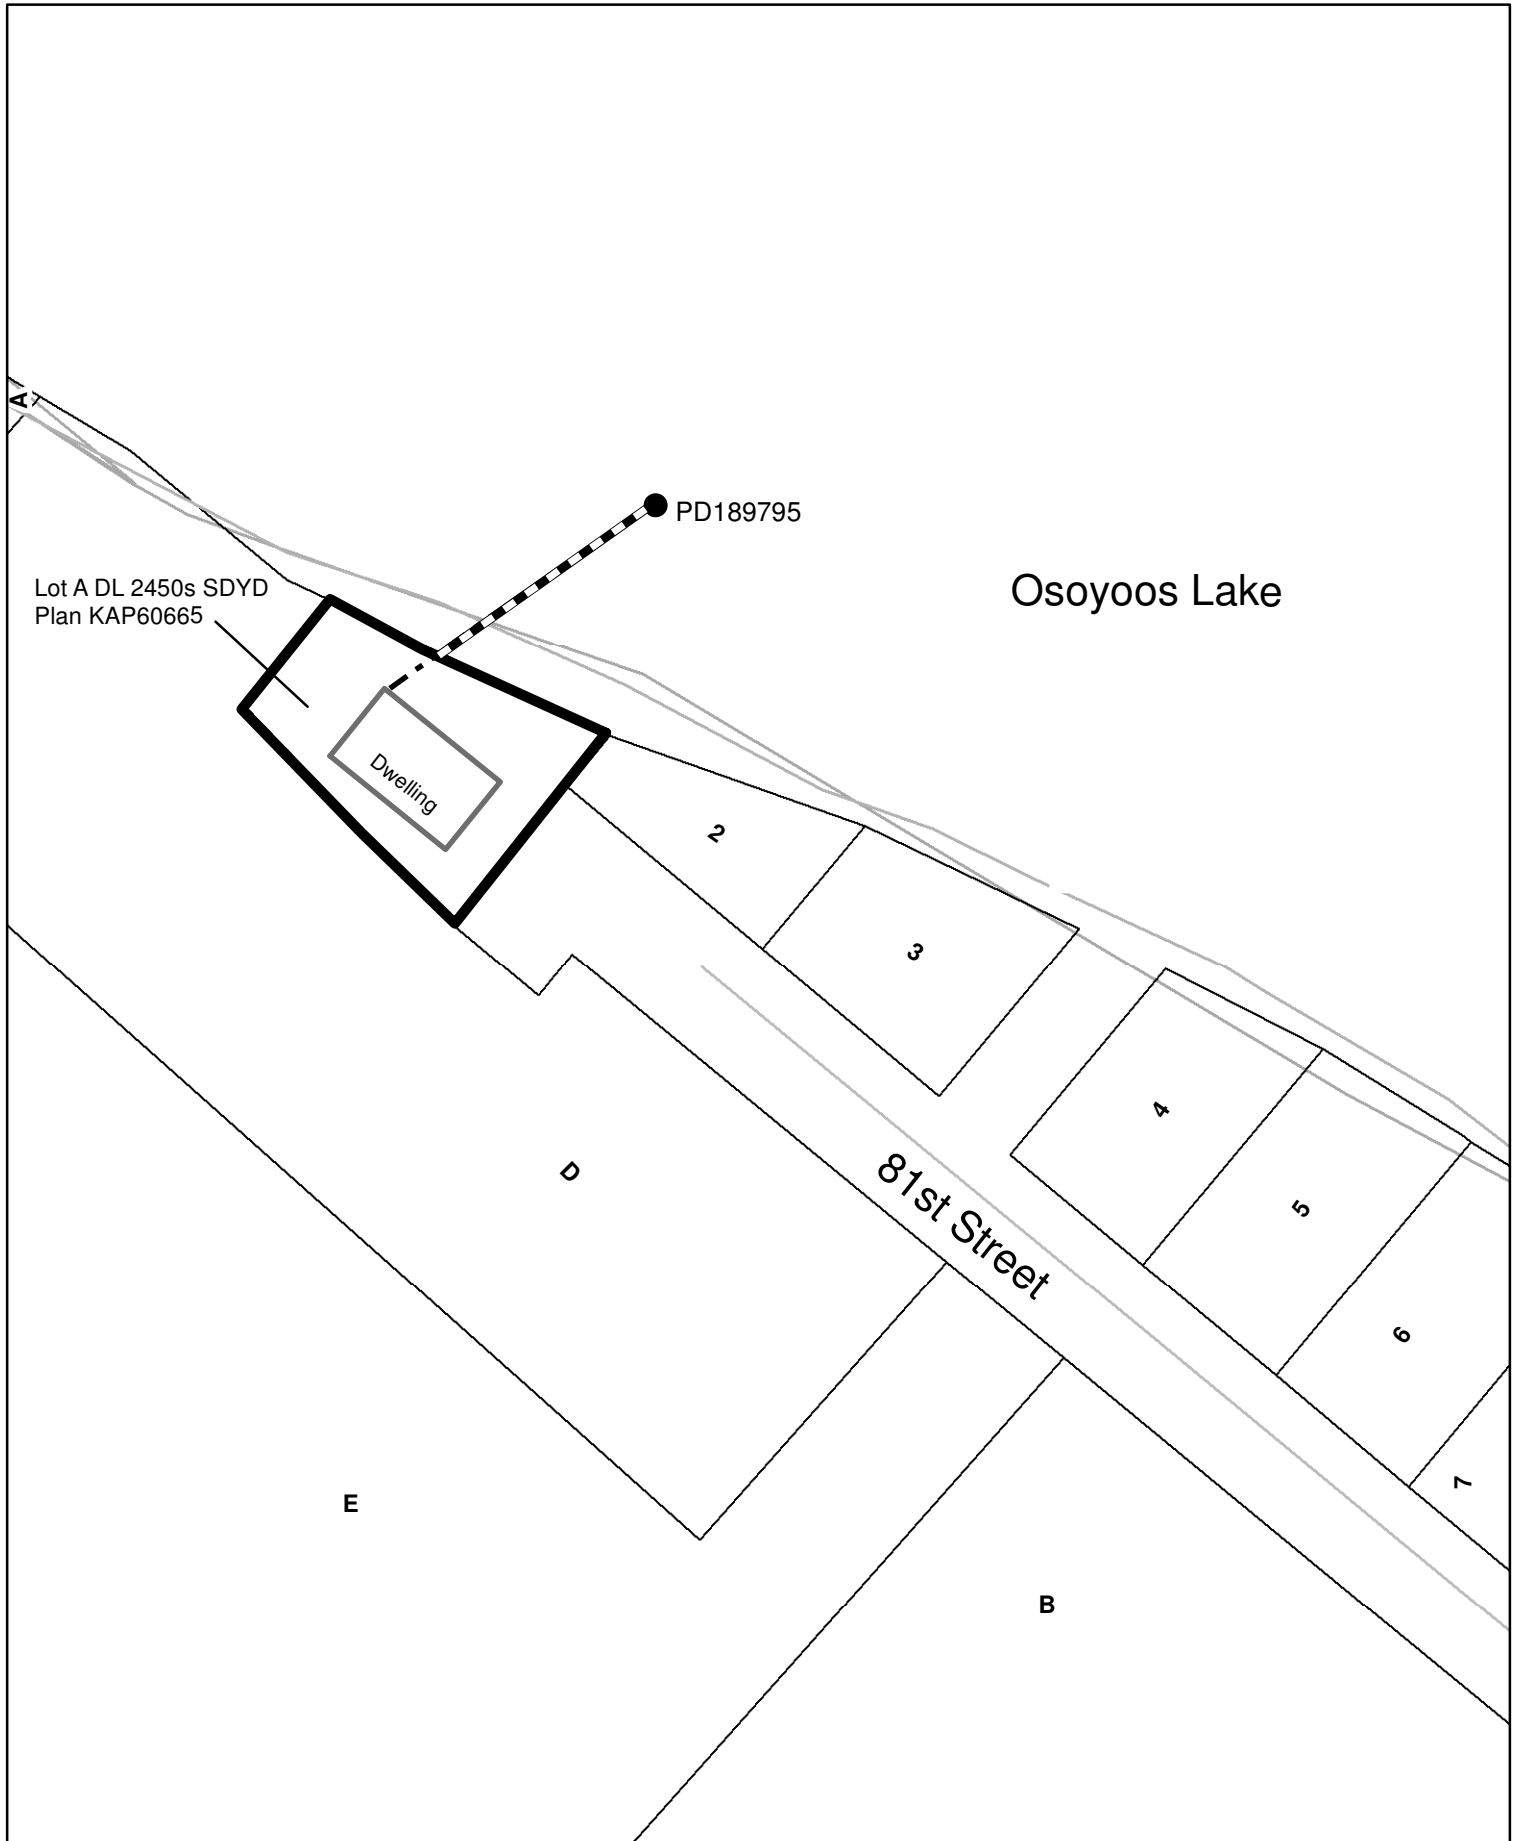 A
PD189795
Lot A DL 2450s SDYD
Plan KAP60665
Osoyoos Lake
Dwelling
2
3
4
D
81st Street
5
6
7
E
B